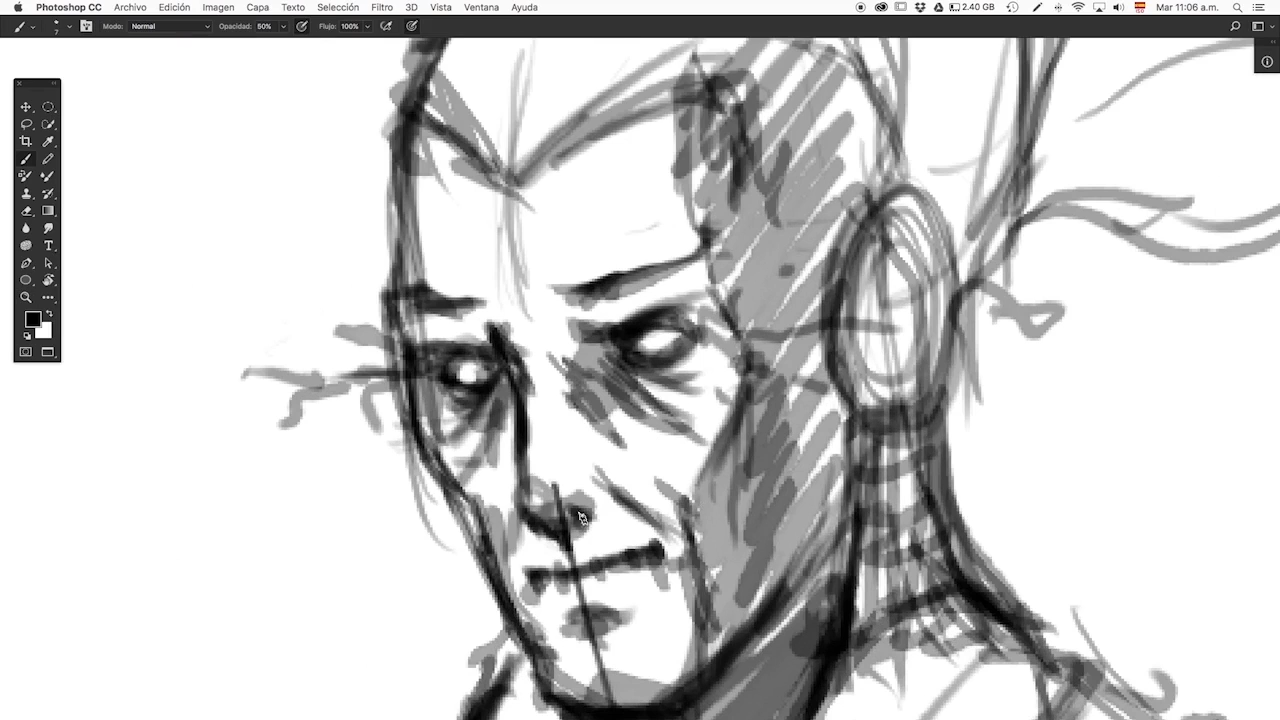 Photoshop CC Archivo Edición Imagen Capa Texto Selección Filtro 3D Vista Ventana Ayuda 2.40 GB Mar 11:06 a.m.
7 Modo: Normal Opacidad: 50% Flujo: 100%
T